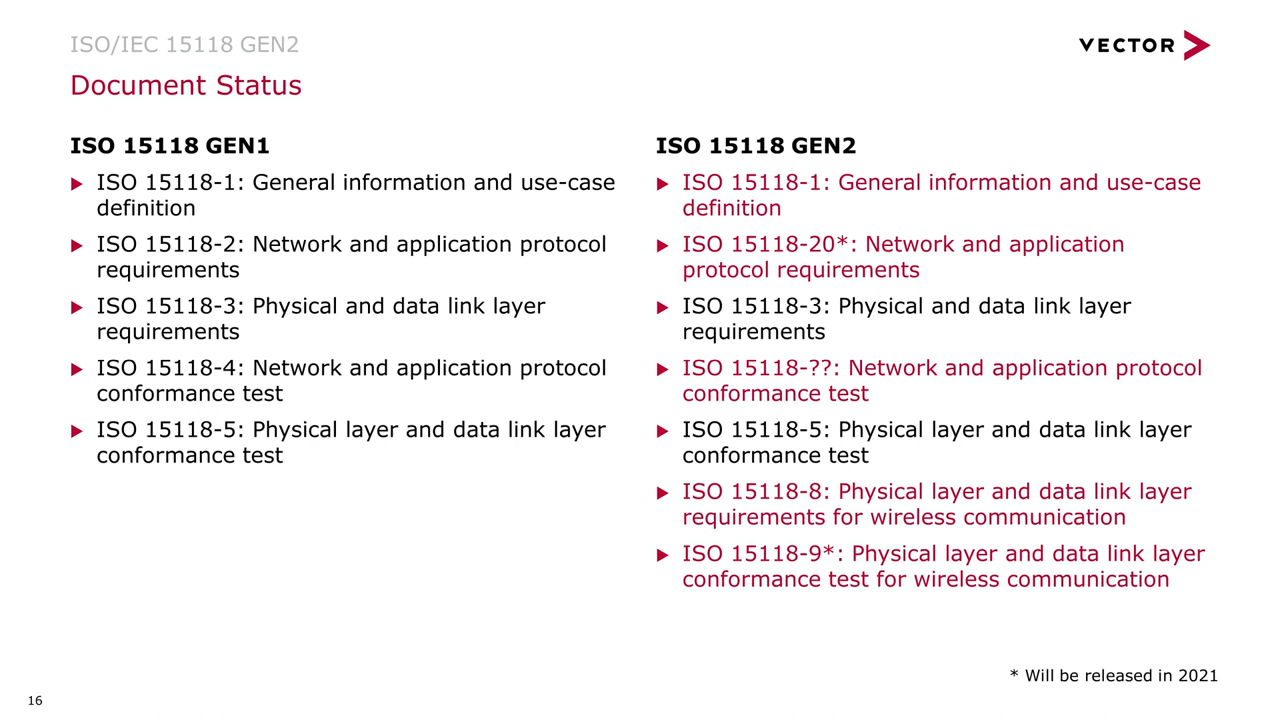 ISO/IEC 15118 GEN2
VECTOR
Document Status
ISO 15118 GEN1
ISO 15118-1: General information and use-case
definition
ISO 15118-2: Network and application protocol
requirements
ISO 15118-3: Physical and data link layer
requirements
ISO 15118-4: Network and application protocol
conformance test
ISO 15118-5: Physical layer and data link layer
conformance test
ISO 15118 GEN2
ISO 15118-1: General information and use-case
definition
ISO 15118-20*: Network and application
protocol requirements
ISO 15118-3: Physical and data link layer
requirements
ISO 15118-??: Network and application protocol
conformance test
ISO 15118-5: Physical layer and data link layer
conformance test
ISO 15118-8: Physical layer and data link layer
requirements for wireless communication
ISO 15118-9*: Physical layer and data link layer
conformance test for wireless communication
* Will be released in 2021
16